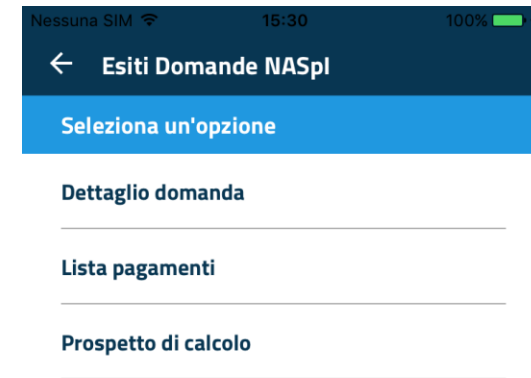 Nessuna SIM 15:30 100%
Esiti Domande NASpI
Seleziona un'opzione
Dettaglio domanda
Lista pagamenti
Prospetto di calcolo